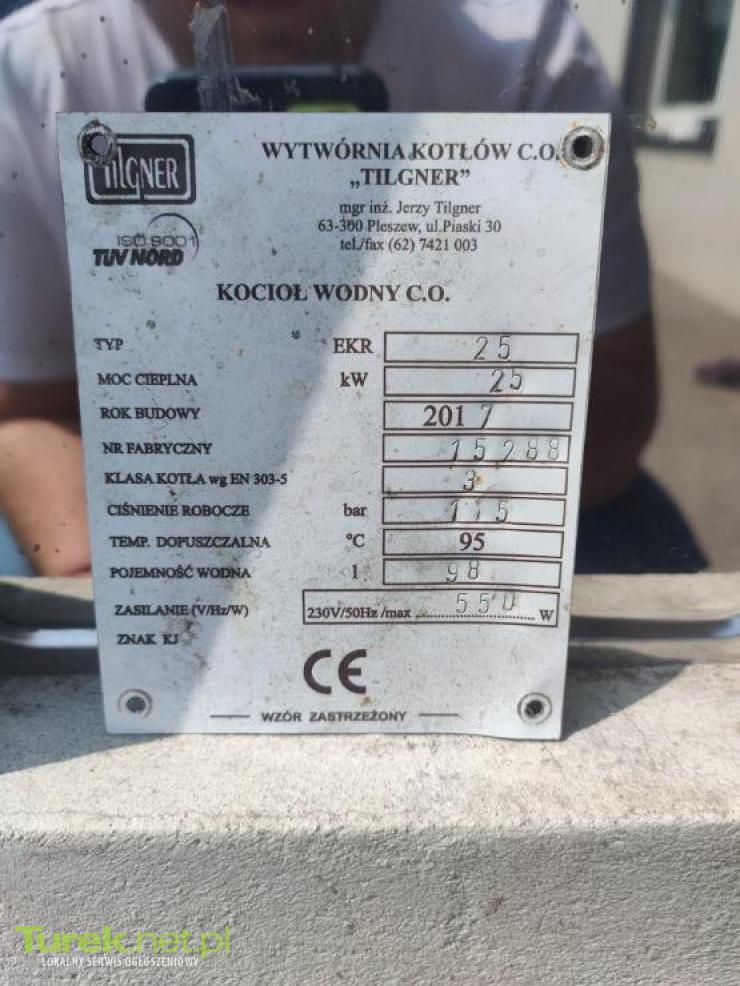 TILGNER
WYTWÓRNIA KOTŁÓW C.O.
„TILGNER”
mgr inż. Jerzy Tilgner
63-300 Pleszew, ul.Piaski 30
tel./fax (62) 7421 003
ISO 9001
TUV NORD
KOCIOŁ WODNY C.O.
TYP EKR 25
MOC CIEPLNA kW 25
ROK BUDOWY 2017
NR FABRYCZNY 15288
KLASA KOTŁA wg EN 303-5 3
CIŚNIENIE ROBOCZE bar 1,5
TEMP. DOPUSZCZALNA °C 95
POJEMNOŚĆ WODNA l 98
ZASILANIE (V/Hz/W) 230V/50Hz /max 550 W
ZNAK KJ
CE
WZÓR ZASTRZEŻONY
Turek.net.pl
LOKALNY SERWIS OGŁOSZENIOWY